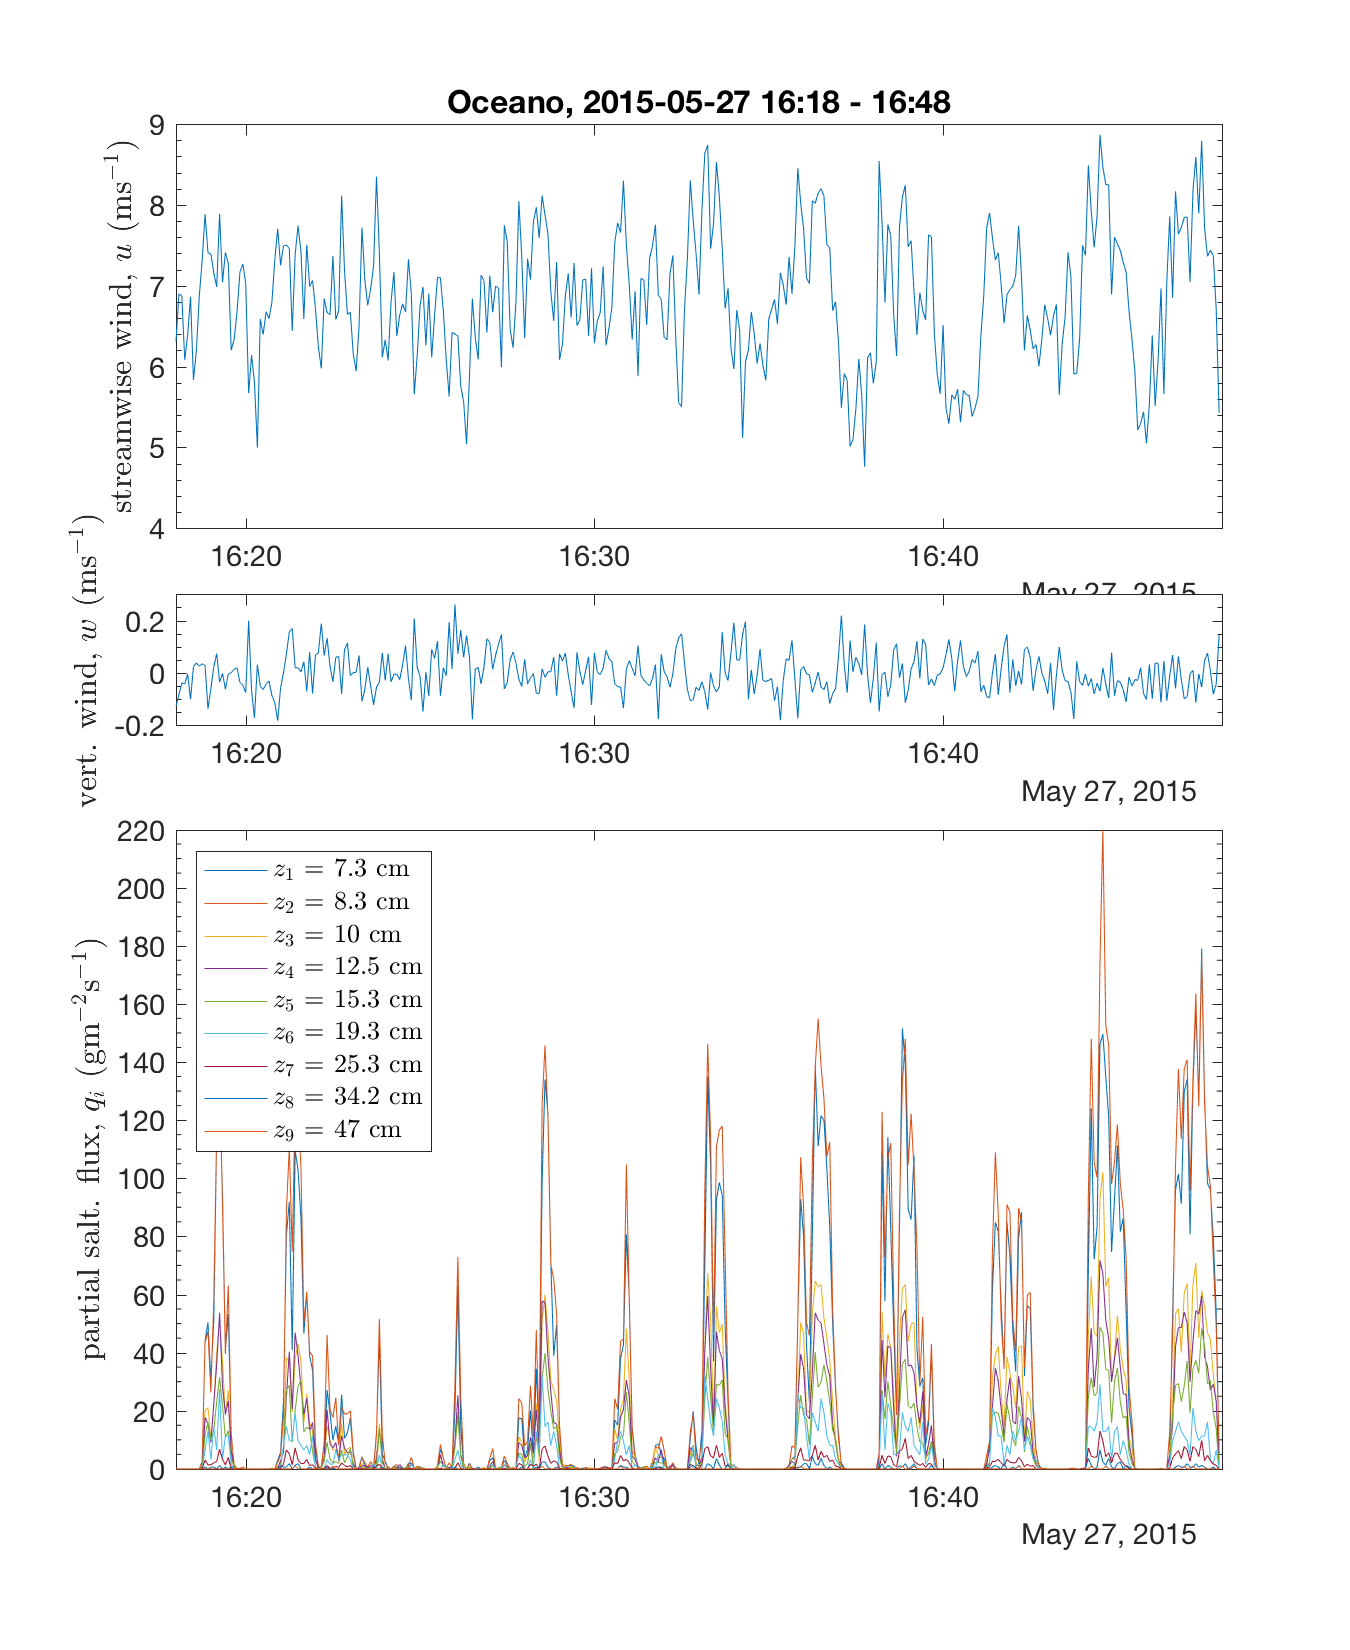 Oceano, 2015-05-27 16:18 - 16:48
streamwise wind, u (ms⁻¹)
9
8
7
6
5
4
16:20 16:30 16:40
May 27, 2015
vert. wind, w (ms⁻¹)
0.2
0
-0.2
16:20 16:30 16:40
May 27, 2015
partial salt. flux, qᵢ (gm⁻²s⁻¹)
220
200
180
160
140
120
100
80
60
40
20
0
z₁ = 7.3 cm
z₂ = 8.3 cm
z₃ = 10 cm
z₄ = 12.5 cm
z₅ = 15.3 cm
z₆ = 19.3 cm
z₇ = 25.3 cm
z₈ = 34.2 cm
z₉ = 47 cm
16:20 16:30 16:40
May 27, 2015